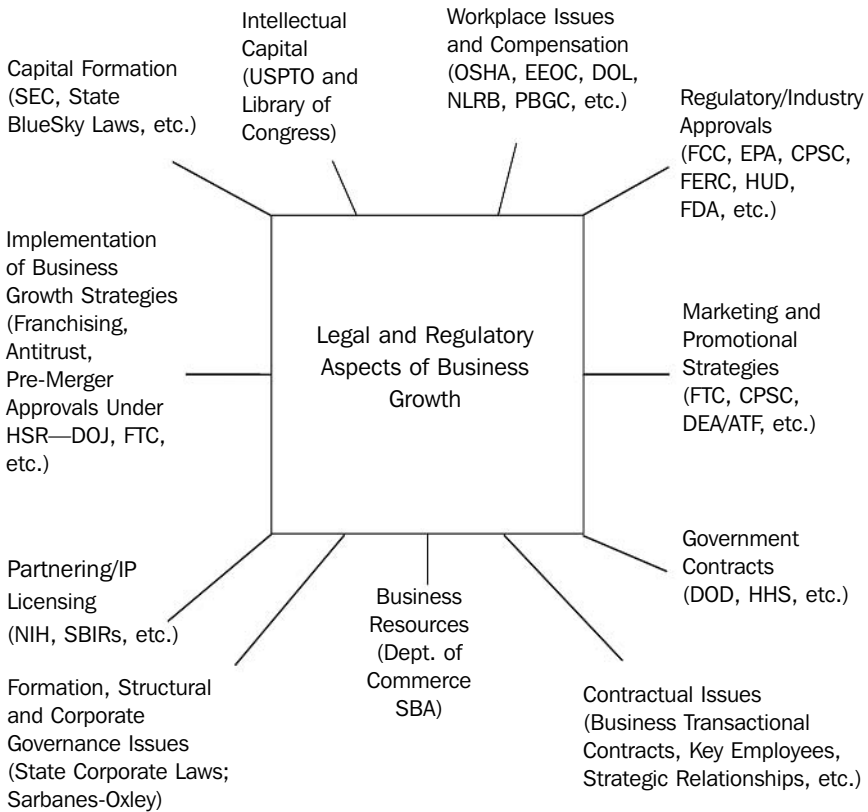 Capital Formation
(SEC, State
BlueSky Laws, etc.)
Intellectual
Capital
(USPTO and
Library of
Congress)
Workplace Issues
and Compensation
(OSHA, EEOC, DOL,
NLRB, PBGC, etc.)
Regulatory/Industry
Approvals
(FCC, EPA, CPSC,
FERC, HUD,
FDA, etc.)
Implementation
of Business
Growth Strategies
(Franchising,
Antitrust,
Pre-Merger
Approvals Under
HSR—DOJ, FTC,
etc.)
Legal and Regulatory
Aspects of Business
Growth
Marketing and
Promotional
Strategies
(FTC, CPSC,
DEA/ATF, etc.)
Partnering/IP
Licensing
(NIH, SBIRs, etc.)
Business
Resources
(Dept. of
Commerce
SBA)
Government
Contracts
(DOD, HHS, etc.)
Formation, Structural
and Corporate
Governance Issues
(State Corporate Laws;
Sarbanes-Oxley)
Contractual Issues
(Business Transactional
Contracts, Key Employees,
Strategic Relationships, etc.)